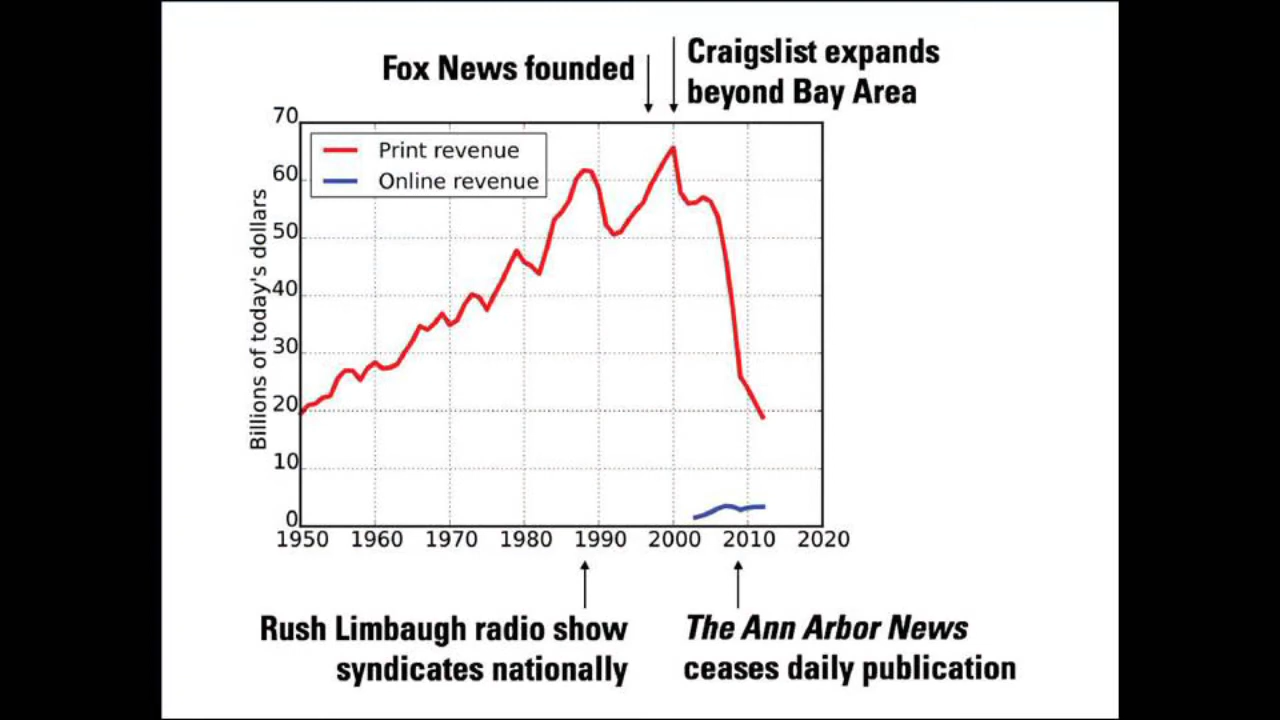 Fox News founded
Craigslist expands
beyond Bay Area
Print revenue
Online revenue
Billions of today's dollars
70
60
50
40
30
20
10
0
1950 1960 1970 1980 1990 2000 2010 2020
Rush Limbaugh radio show
syndicates nationally
The Ann Arbor News
ceases daily publication